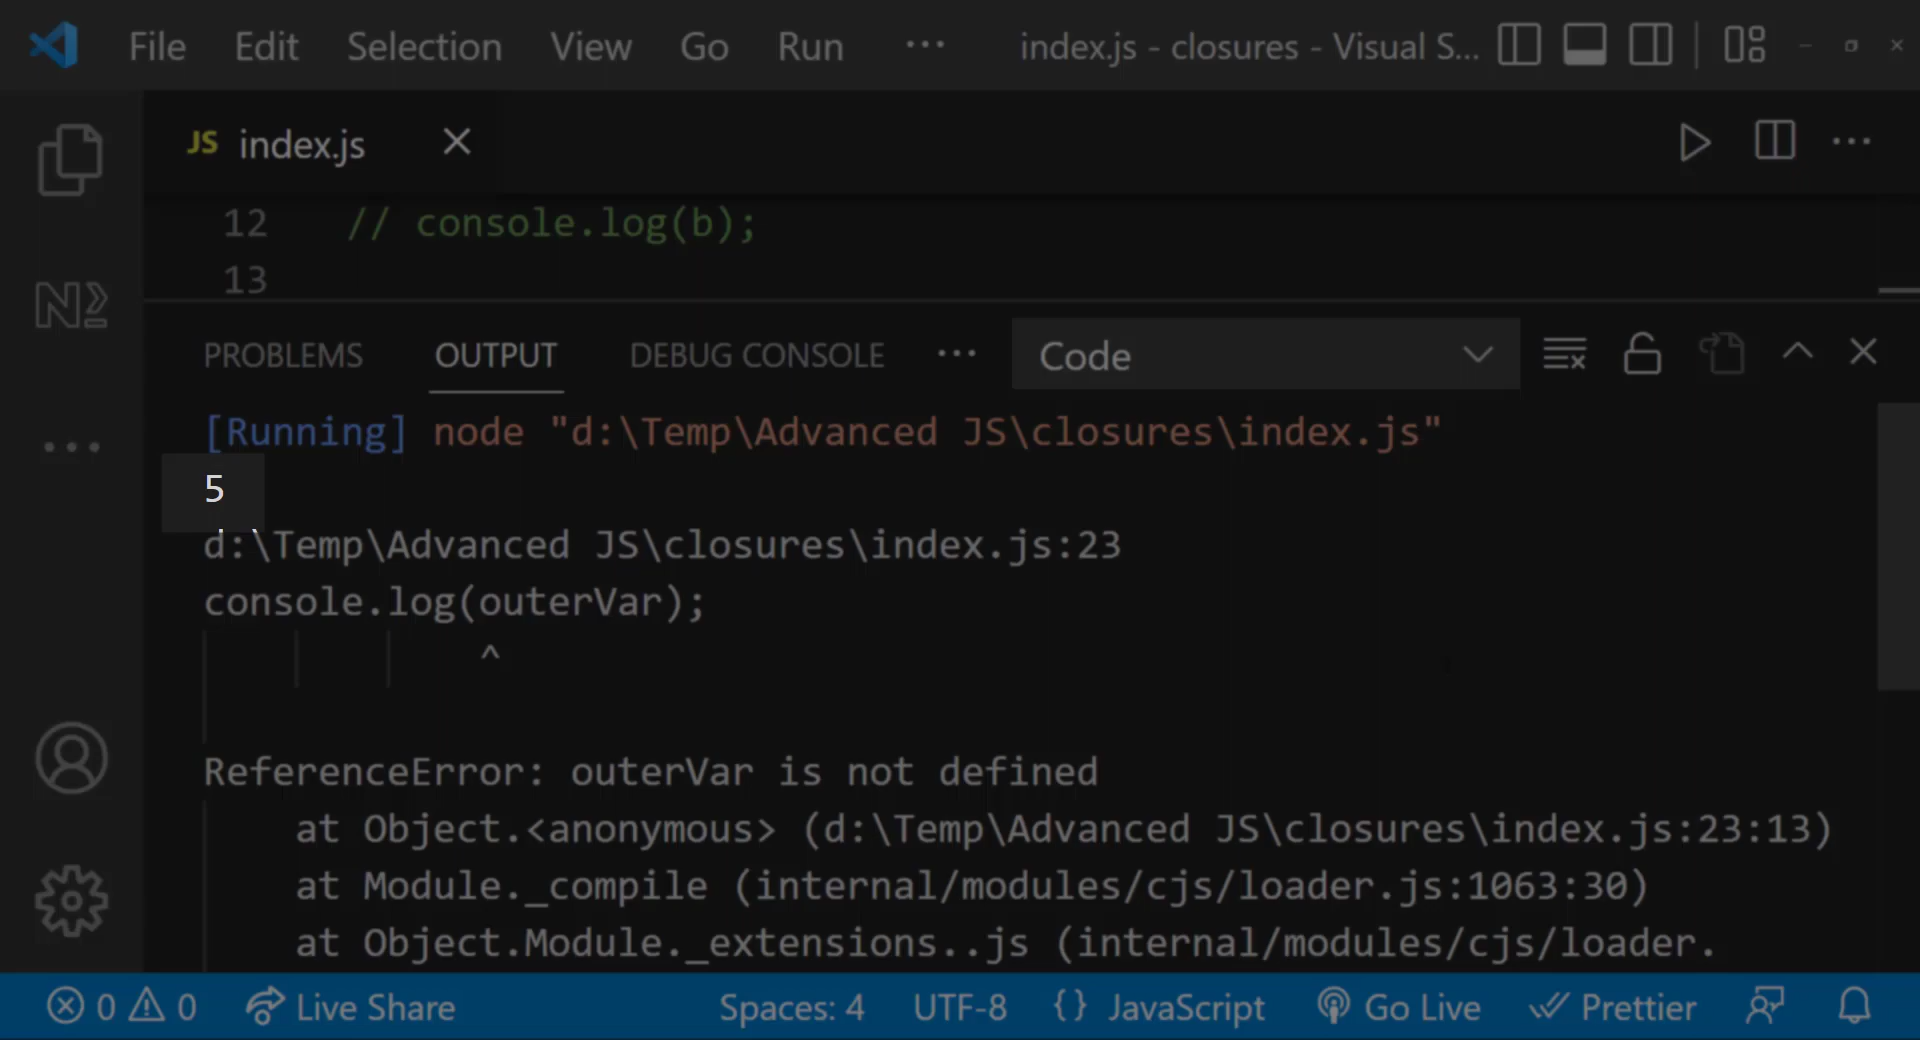 File Edit Selection View Go Run ··· index.js - closures - Visual S...
JS index.js
12 // console.log(b);
13
PROBLEMS OUTPUT DEBUG CONSOLE ··· Code
[Running] node "d:\Temp\Advanced JS\closures\index.js"
5
d:\Temp\Advanced JS\closures\index.js:23
console.log(outerVar);
^
ReferenceError: outerVar is not defined
at Object.<anonymous> (d:\Temp\Advanced JS\closures\index.js:23:13)
at Module._compile (internal/modules/cjs/loader.js:1063:30)
at Object.Module._extensions..js (internal/modules/cjs/loader.
0 0 Live Share Spaces: 4 UTF-8 {} JavaScript Go Live Prettier